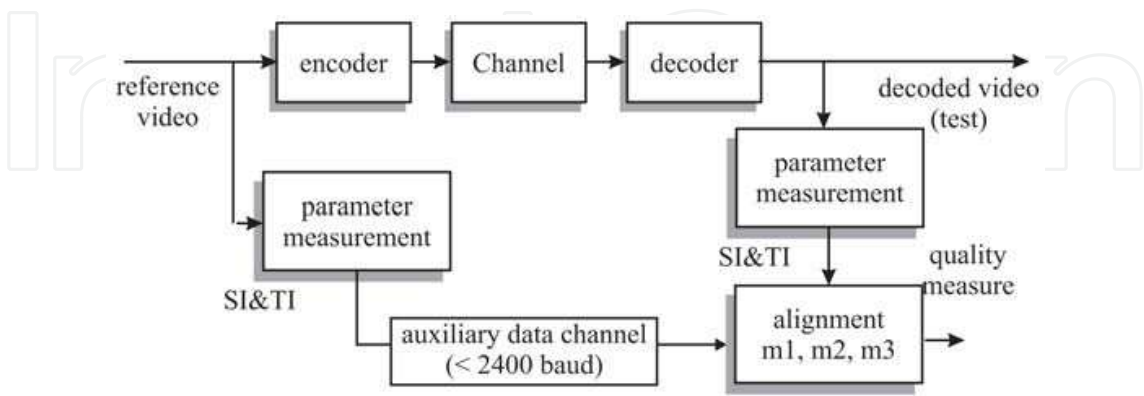 encoder
Channel
decoder
reference
video
decoded video
(test)
parameter
measurement
parameter
measurement
SI&TI
SI&TI
quality
measure
auxiliary data channel
(< 2400 baud)
alignment
m1, m2, m3